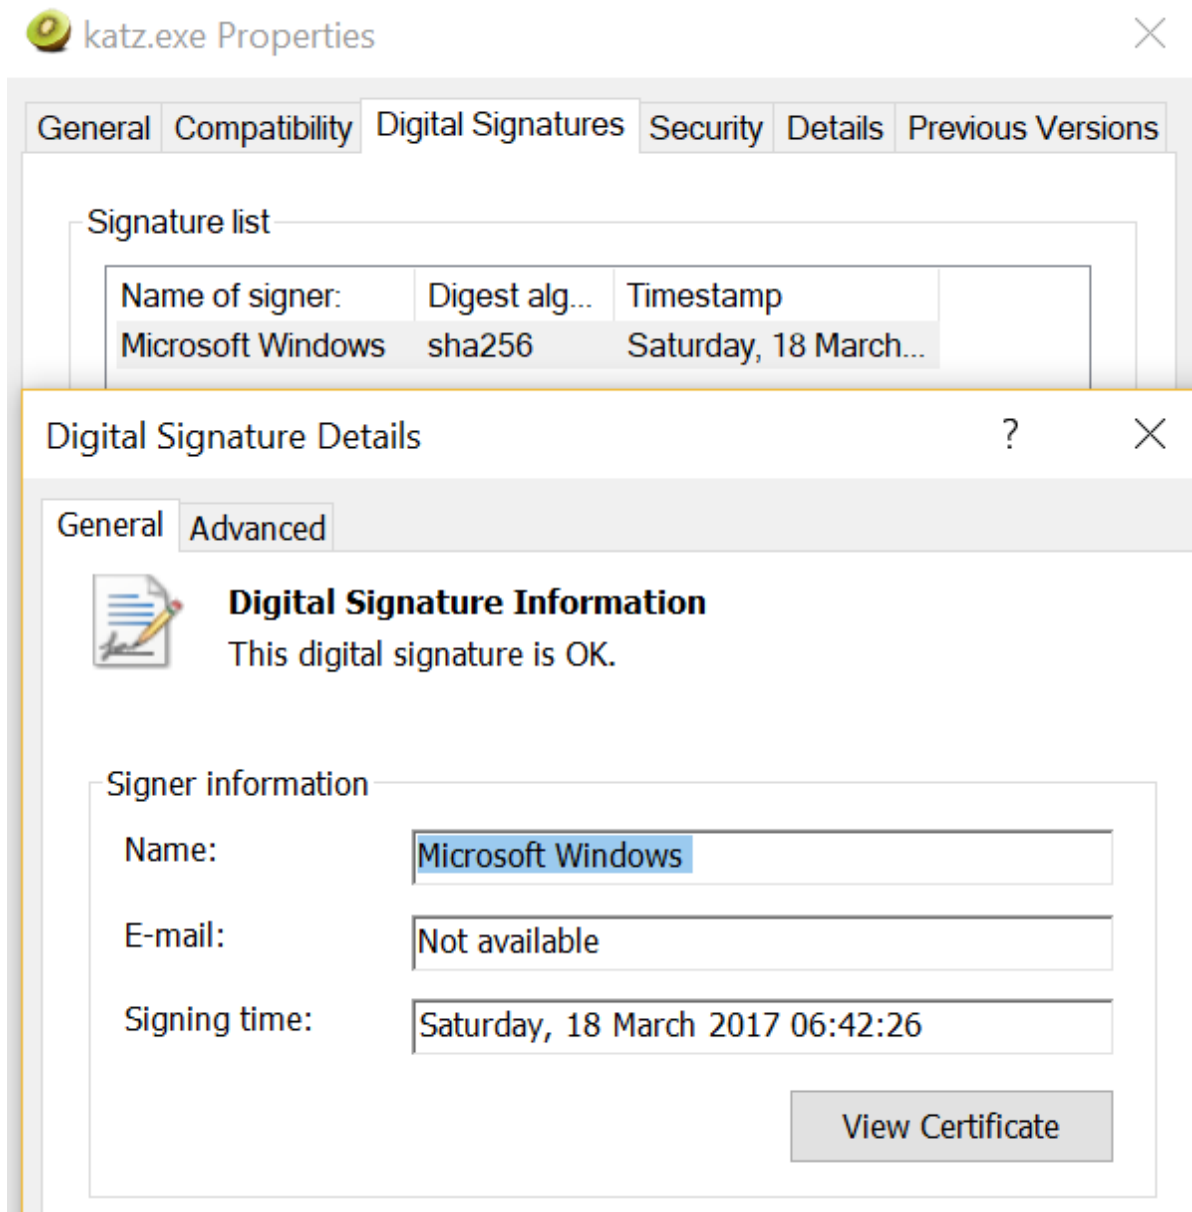 katz.exe Properties
General Compatibility Digital Signatures Security Details Previous Versions
Signature list
Name of signer: Digest alg... Timestamp
Microsoft Windows sha256 Saturday, 18 March...
Digital Signature Details ?
General Advanced
Digital Signature Information
This digital signature is OK.
Signer information
Name: Microsoft Windows
E-mail: Not available
Signing time: Saturday, 18 March 2017 06:42:26
View Certificate